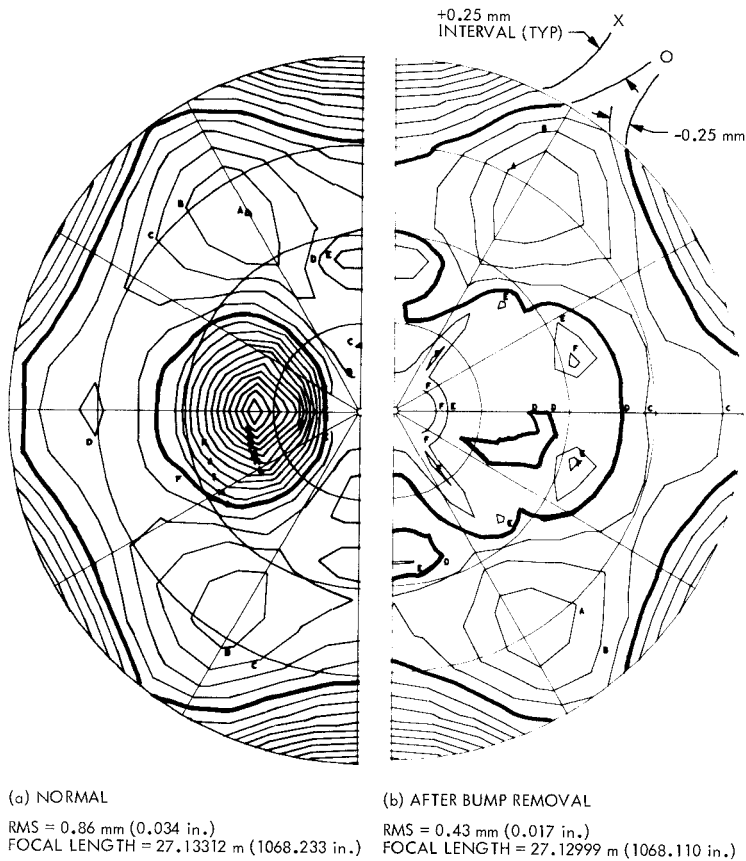 +0.25 mm
INTERVAL (TYP)
X
O
-0.25 mm
B
A
B
A
C
D
E
E
E
C
F
F
D
F
E
D
D
D
C
C
F
F
E
E
D
E
A
B
B
C
(a) NORMAL
RMS = 0.86 mm (0.034 in.)
FOCAL LENGTH = 27.13312 m (1068.233 in.)
(b) AFTER BUMP REMOVAL
RMS = 0.43 mm (0.017 in.)
FOCAL LENGTH = 27.12999 m (1068.110 in.)